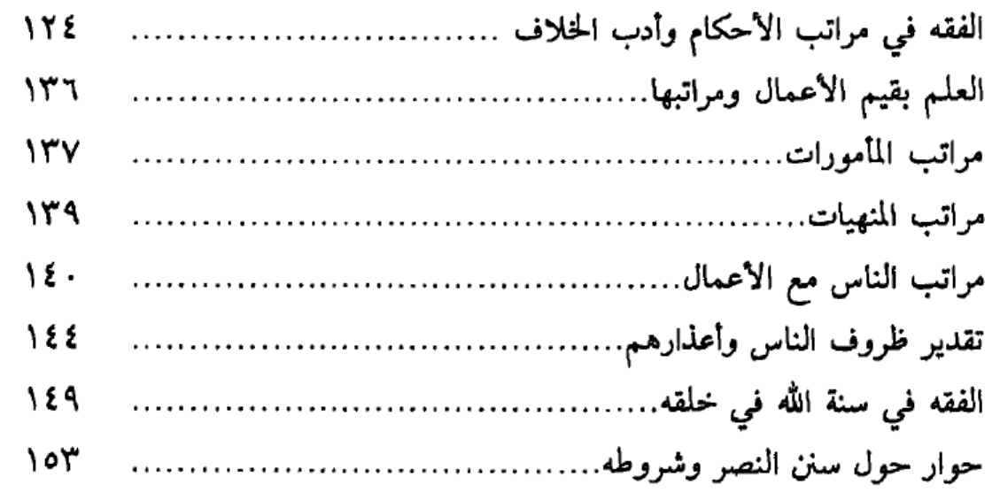 الفقه في مراتب الأحكام وأدب الخلاف .............................. ١٢٤
العلم بقيم الأعمال ومراتبها .............................. ١٣٦
مراتب المأمورات .............................. ١٣٧
مراتب المنهيات .............................. ١٣٩
مراتب الناس مع الأعمال .............................. ١٤٠
تقدير ظروف الناس وأعذارهم .............................. ١٤٤
الفقه في سنة الله في خلقه .............................. ١٤٩
حوار حول سنن النصر وشروطه .............................. ١٥٣